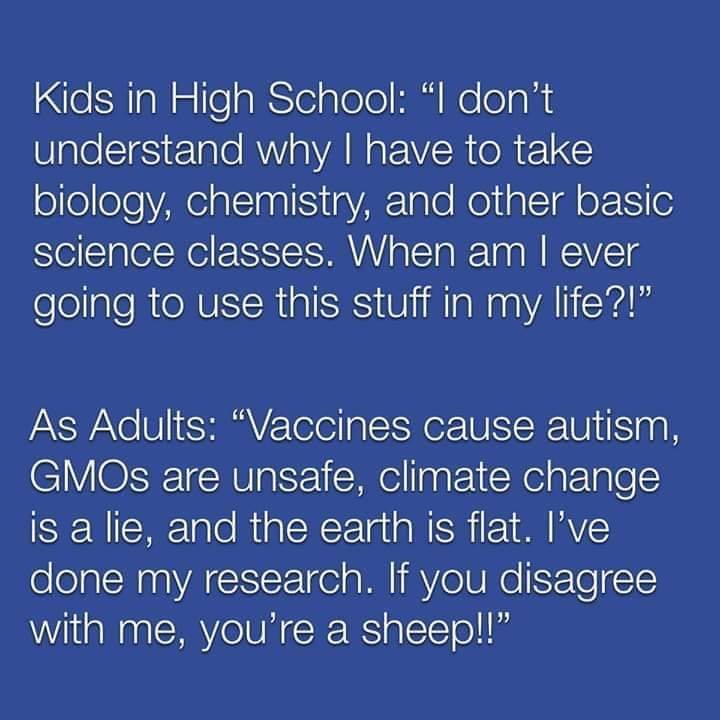 Kids in High School: “I don’t
understand why I have to take
biology, chemistry, and other basic
science classes. When am I ever
going to use this stuff in my life?!”
As Adults: “Vaccines cause autism,
GMOs are unsafe, climate change
is a lie, and the earth is flat. I’ve
done my research. If you disagree
with me, you’re a sheep!!”